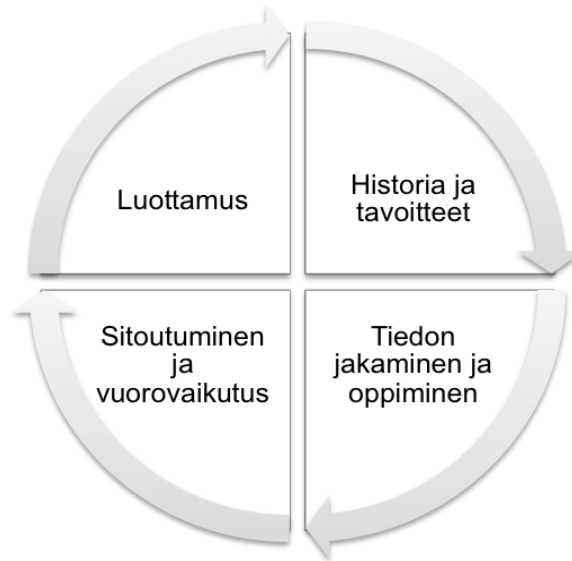 Luottamus
Historia ja
tavoitteet
Sitoutuminen
ja
vuorovaikutus
Tiedon
jakaminen ja
oppiminen